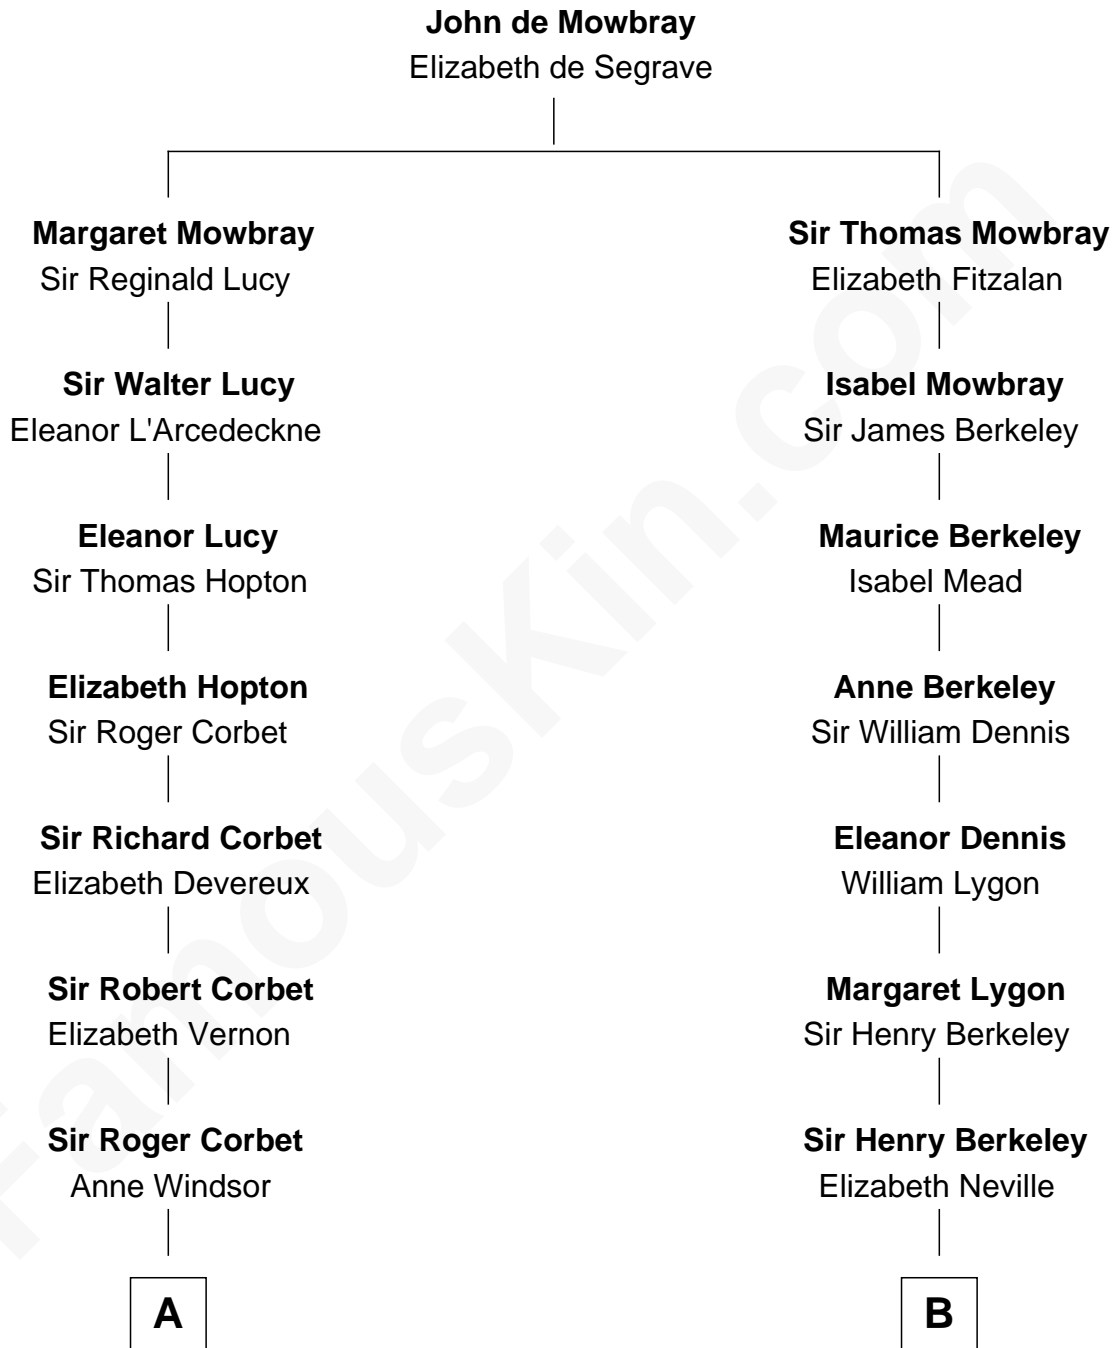 John de Mowbray
Elizabeth de Segrave
Margaret Mowbray
Sir Reginald Lucy
Sir Thomas Mowbray
Elizabeth Fitzalan
Sir Walter Lucy
Eleanor L'Arcedeckne
Isabel Mowbray
Sir James Berkeley
Eleanor Lucy
Sir Thomas Hopton
Maurice Berkeley
Isabel Mead
Elizabeth Hopton
Sir Roger Corbet
Anne Berkeley
Sir William Dennis
Sir Richard Corbet
Elizabeth Devereux
Eleanor Dennis
William Lygon
Sir Robert Corbet
Elizabeth Vernon
Margaret Lygon
Sir Henry Berkeley
Sir Roger Corbet
Anne Windsor
Sir Henry Berkeley
Elizabeth Neville
A
B
FamousKin.com